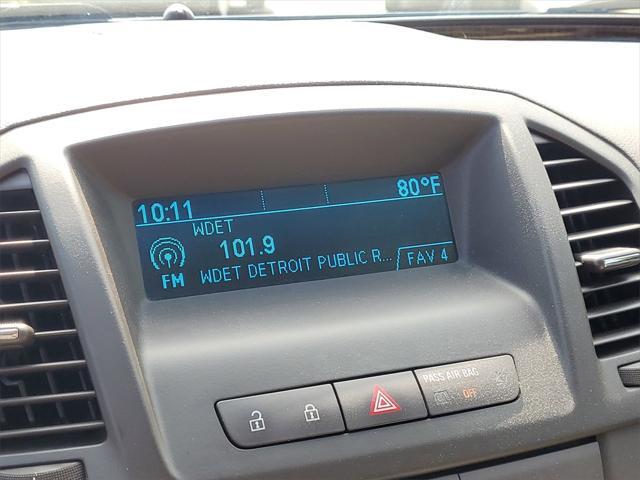 10:11 80°F
WDET
101.9
FM WDET DETROIT PUBLIC R... FAV 4
PASS AIR BAG
OFF